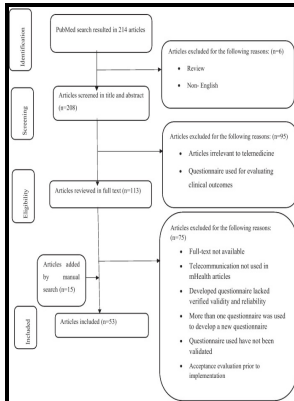 Identification
PubMed search resulted in 214 articles
Articles excluded for the following reasons: (n=6)
• Review
• Non- English
Screening
Articles screened in title and abstract
(n=208)
Articles excluded for the following reasons: (n=95)
• Articles irrelevant to telemedicine
• Questionnaire used for evaluating
clinical outcomes
Eligibility
Articles reviewed in full text (n=113)
Articles excluded for the following reasons:
(n=75)
• Full-text not available
• Telecommunication not used in
mHealth articles
• Developed questionnaire lacked
verified validity and reliability
• More than one questionnaire was used
to develop a new questionnaire
• Questionnaire used have not been
validated
• Acceptance evaluation prior to
implementation
Articles added
by manual
search (n=15)
Included
Articles included (n=53)